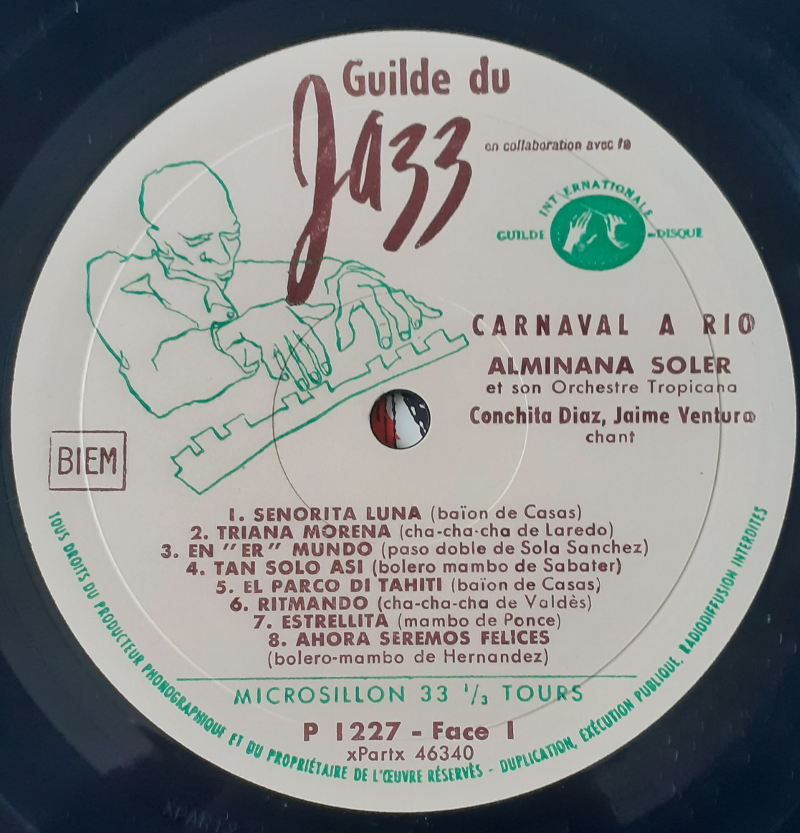 Guilde du
Jazz
en collaboration avec la
INTERNATIONALE
GUILDE DISQUE
CARNAVAL A RIO
ALMINANA SOLER
et son Orchestre Tropicana
Conchita Diaz, Jaime Ventura
chant
BIEM
1. SENORITA LUNA (baïon de Casas)
2. TRIANA MORENA (cha-cha-cha de Laredo)
3. EN "ER" MUNDO (paso doble de Sola Sanchez)
4. TAN SOLO ASI (bolero mambo de Sabater)
5. EL PARCO DI TAHITI (baïon de Casas)
6. RITMANDO (cha-cha-cha de Valdès)
7. ESTRELLITA (mambo de Ponce)
8. AHORA SEREMOS FELICES
(bolero-mambo de Hernandez)
MICROSILLON 33 1/3 TOURS
P 1227 - Face 1
xPartx 46340
TOUS DROITS DU PRODUCTEUR PHONOGRAPHIQUE ET DU PROPRIÉTAIRE DE L'ŒUVRE RÉSERVÉS - DUPLICATION, EXÉCUTION PUBLIQUE, RADIODIFFUSION INTERDITES